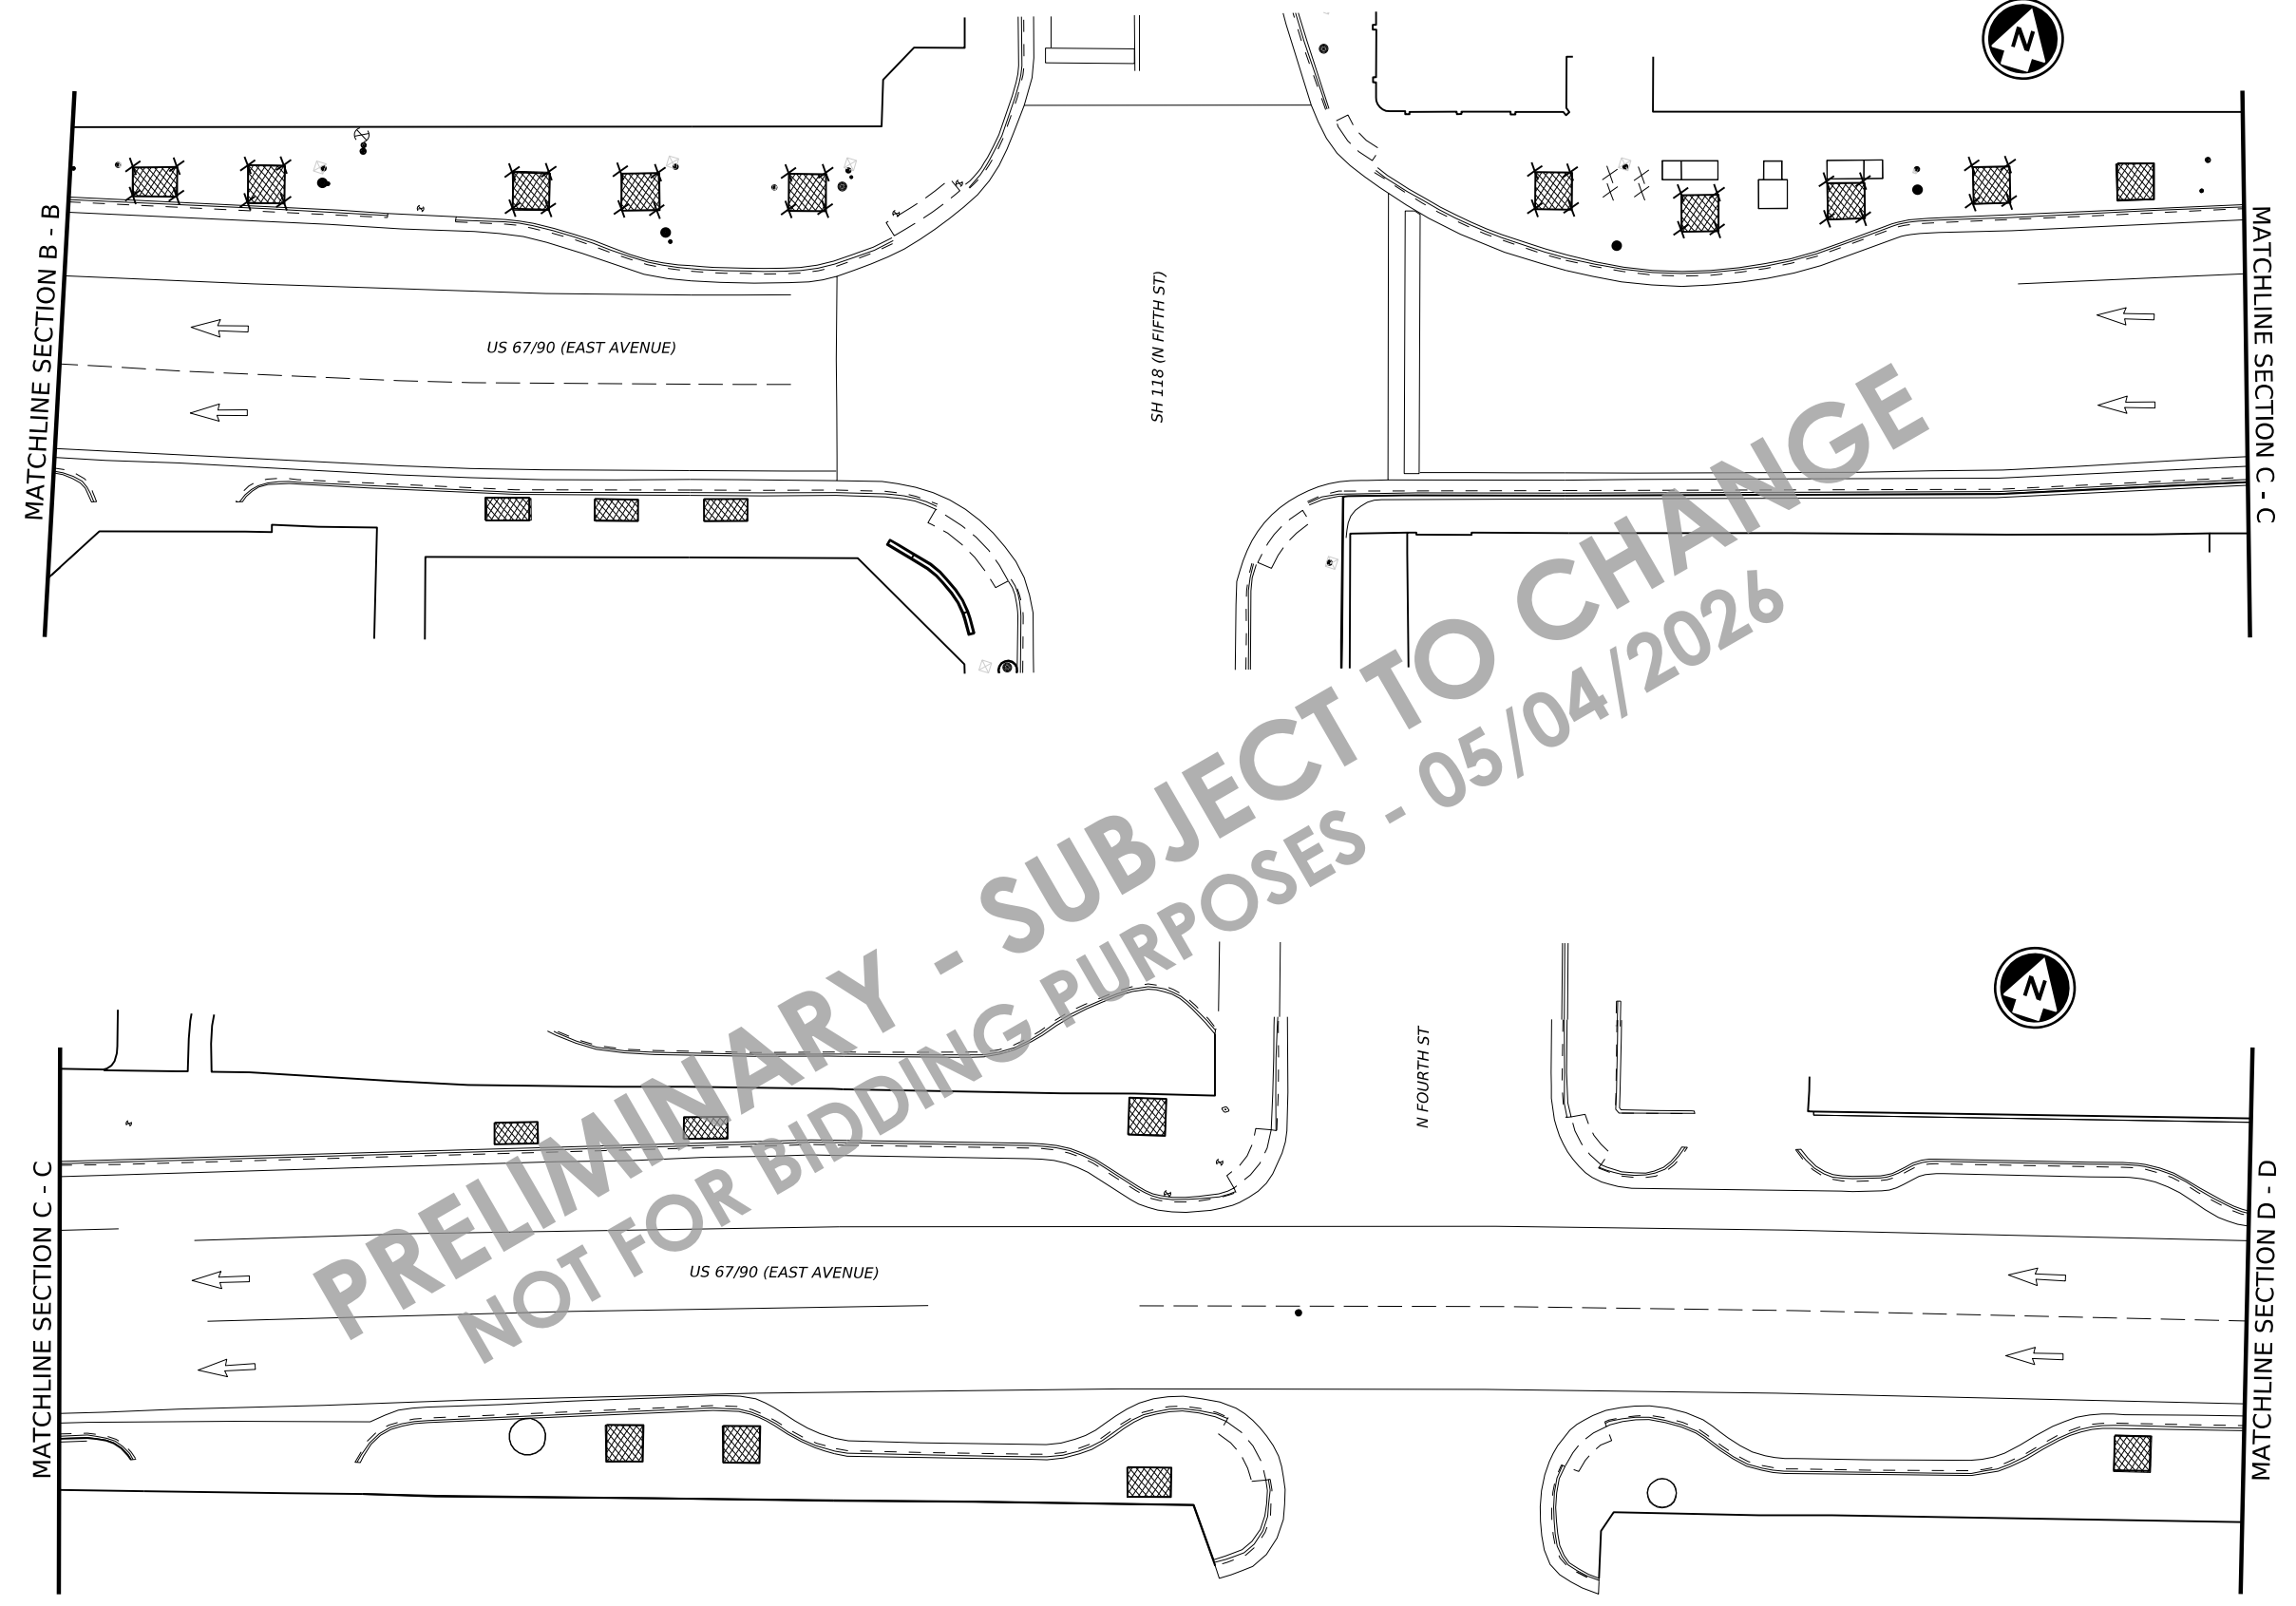 N
MATCHLINE SECTION B - B
US 67/90 (EAST AVENUE)
SH 118 (N FIFTH ST)
MATCHLINE SECTION C - C
PRELIMINARY - SUBJECT TO CHANGE
NOT FOR BIDDING PURPOSES - 05/04/2026
N
MATCHLINE SECTION C - C
US 67/90 (EAST AVENUE)
N FOURTH ST
MATCHLINE SECTION D - D